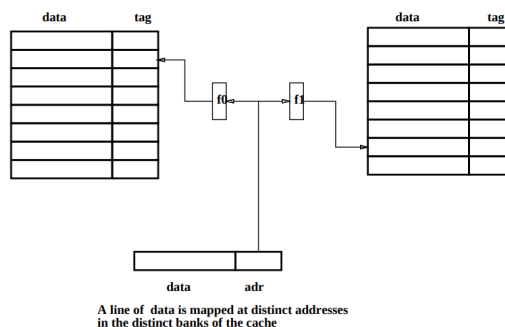 data tag
data tag
f0
f1
data adr
A line of data is mapped at distinct addresses
in the distinct banks of the cache